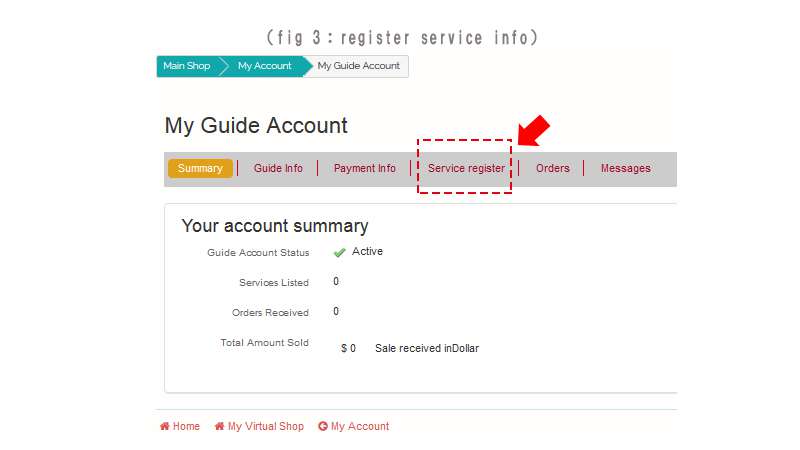 (fig 3：register service info)
Main Shop My Account My Guide Account
My Guide Account
Summary Guide Info Payment Info Service register Orders Messages
Your account summary
Guide Account Status Active
Services Listed 0
Orders Received 0
Total Amount Sold $ 0 Sale received inDollar
Home My Virtual Shop My Account